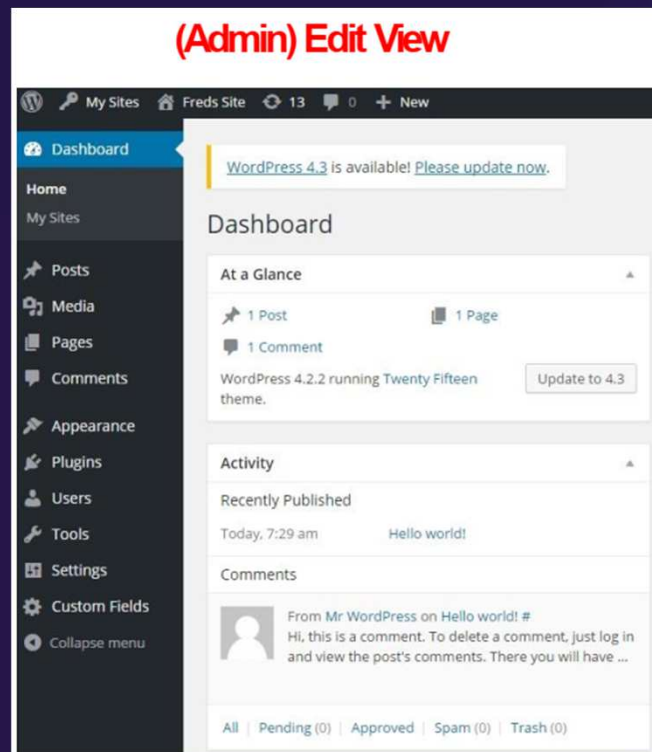 (Admin) Edit View
My Sites Freds Site 13 0 + New
Dashboard
Home
My Sites
Posts
Media
Pages
Comments
Appearance
Plugins
Users
Tools
Settings
Custom Fields
Collapse menu
WordPress 4.3 is available! Please update now.
Dashboard
At a Glance
1 Post 1 Page
1 Comment
WordPress 4.2.2 running Twenty Fifteen
theme.
Update to 4.3
Activity
Recently Published
Today, 7:29 am Hello world!
Comments
From Mr WordPress on Hello world! #
Hi, this is a comment. To delete a comment, just log in
and view the post's comments. There you will have ...
All | Pending (0) | Approved | Spam (0) | Trash (0)